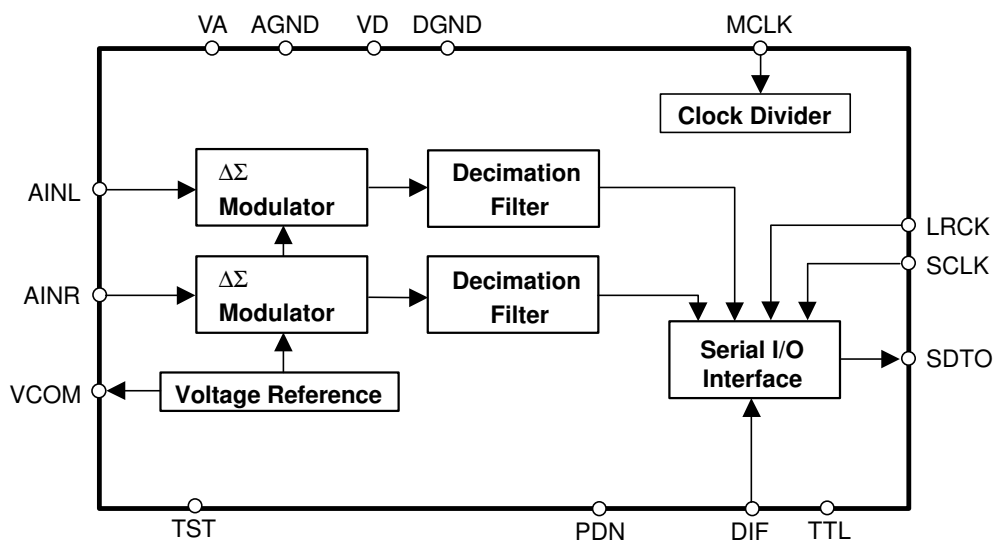 VA AGND VD DGND MCLK
Clock Divider
AINL
ΔΣ
Modulator
Decimation
Filter
LRCK
SCLK
AINR
ΔΣ
Modulator
Decimation
Filter
Serial I/O
Interface
SDTO
VCOM
Voltage Reference
TST PDN DIF TTL